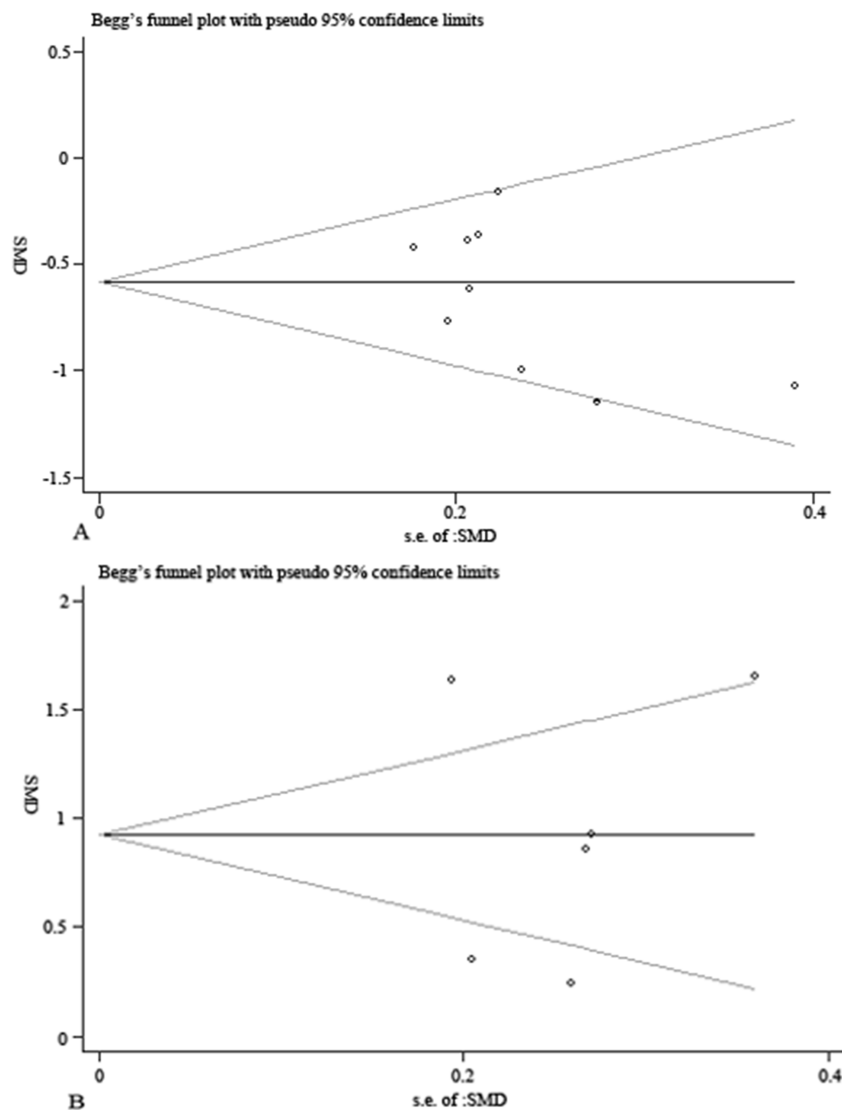 Begg's funnel plot with pseudo 95% confidence limits
0.5
0
-0.5
-1
-1.5
SMD
0 0.2 0.4
s.e. of :SMD
A
Begg's funnel plot with pseudo 95% confidence limits
2
1.5
1
0.5
0
SMD
0 0.2 0.4
s.e. of :SMD
B